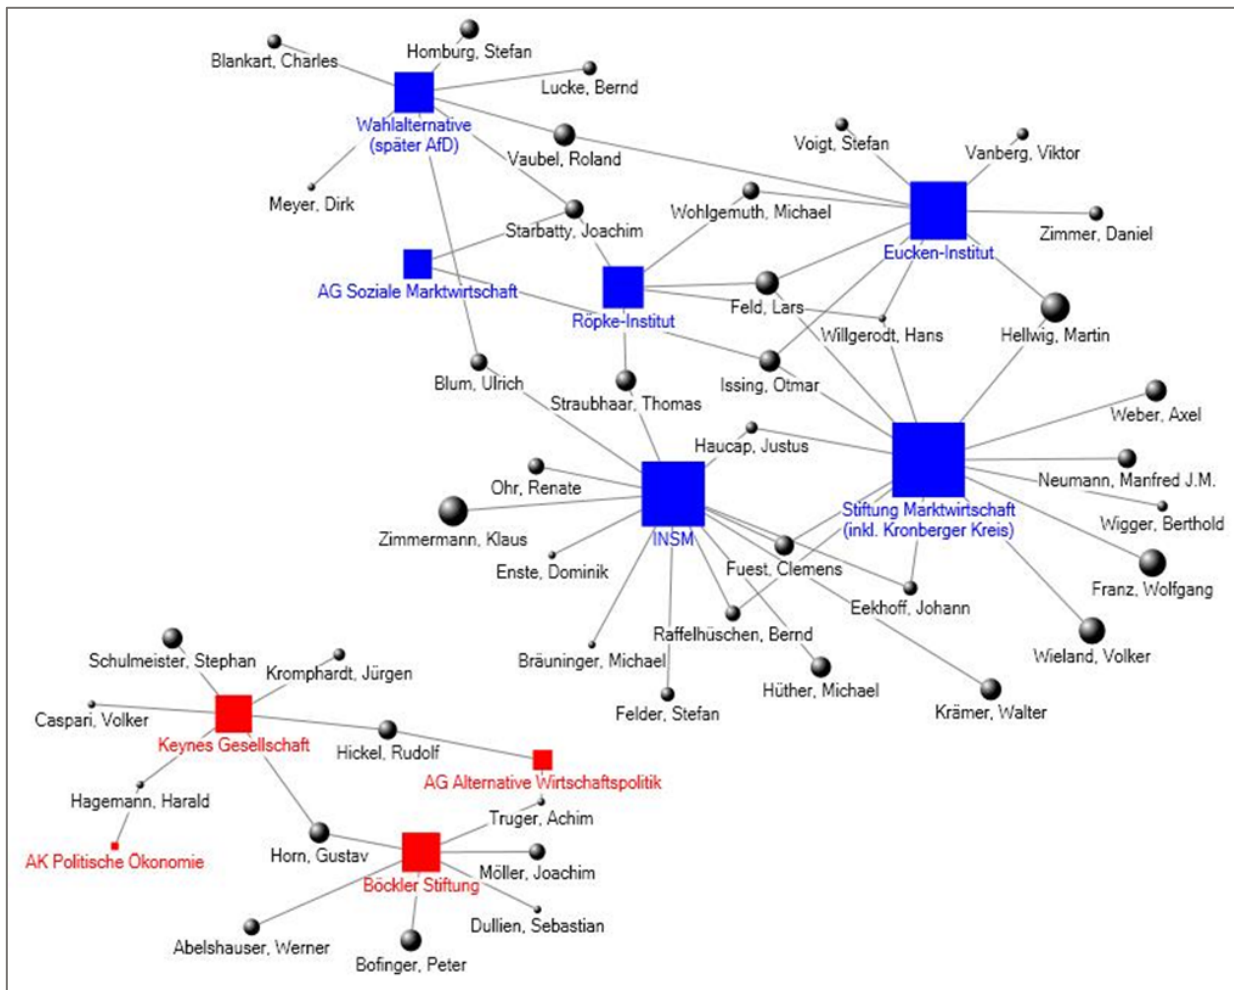 Homburg, Stefan
Blankart, Charles
Lucke, Bernd
Wahlalternative
(später AfD)
Voigt, Stefan
Vanberg, Viktor
Vaubel, Roland
Meyer, Dirk
Wohlgemuth, Michael
Starbatty, Joachim
Zimmer, Daniel
Eucken-Institut
AG Soziale Marktwirtschaft
Röpke-Institut
Feld, Lars
Willgerodt, Hans
Hellwig, Martin
Blum, Ulrich
Issing, Otmar
Straubhaar, Thomas
Weber, Axel
Haucap, Justus
Neumann, Manfred J.M.
Ohr, Renate
Stiftung Marktwirtschaft
(inkl. Kronberger Kreis)
Wigger, Berthold
Zimmermann, Klaus
INSM
Enste, Dominik
Fuest, Clemens
Franz, Wolfgang
Eekhoff, Johann
Raffelhüschen, Bernd
Bräuninger, Michael
Wieland, Volker
Schulmeister, Stephan
Kromphardt, Jürgen
Hüther, Michael
Felder, Stefan
Krämer, Walter
Caspari, Volker
Keynes Gesellschaft
Hickel, Rudolf
AG Alternative Wirtschaftspolitik
Hagemann, Harald
Truger, Achim
AK Politische Ökonomie
Horn, Gustav
Möller, Joachim
Böckler Stiftung
Dullien, Sebastian
Abelshauser, Werner
Bofinger, Peter